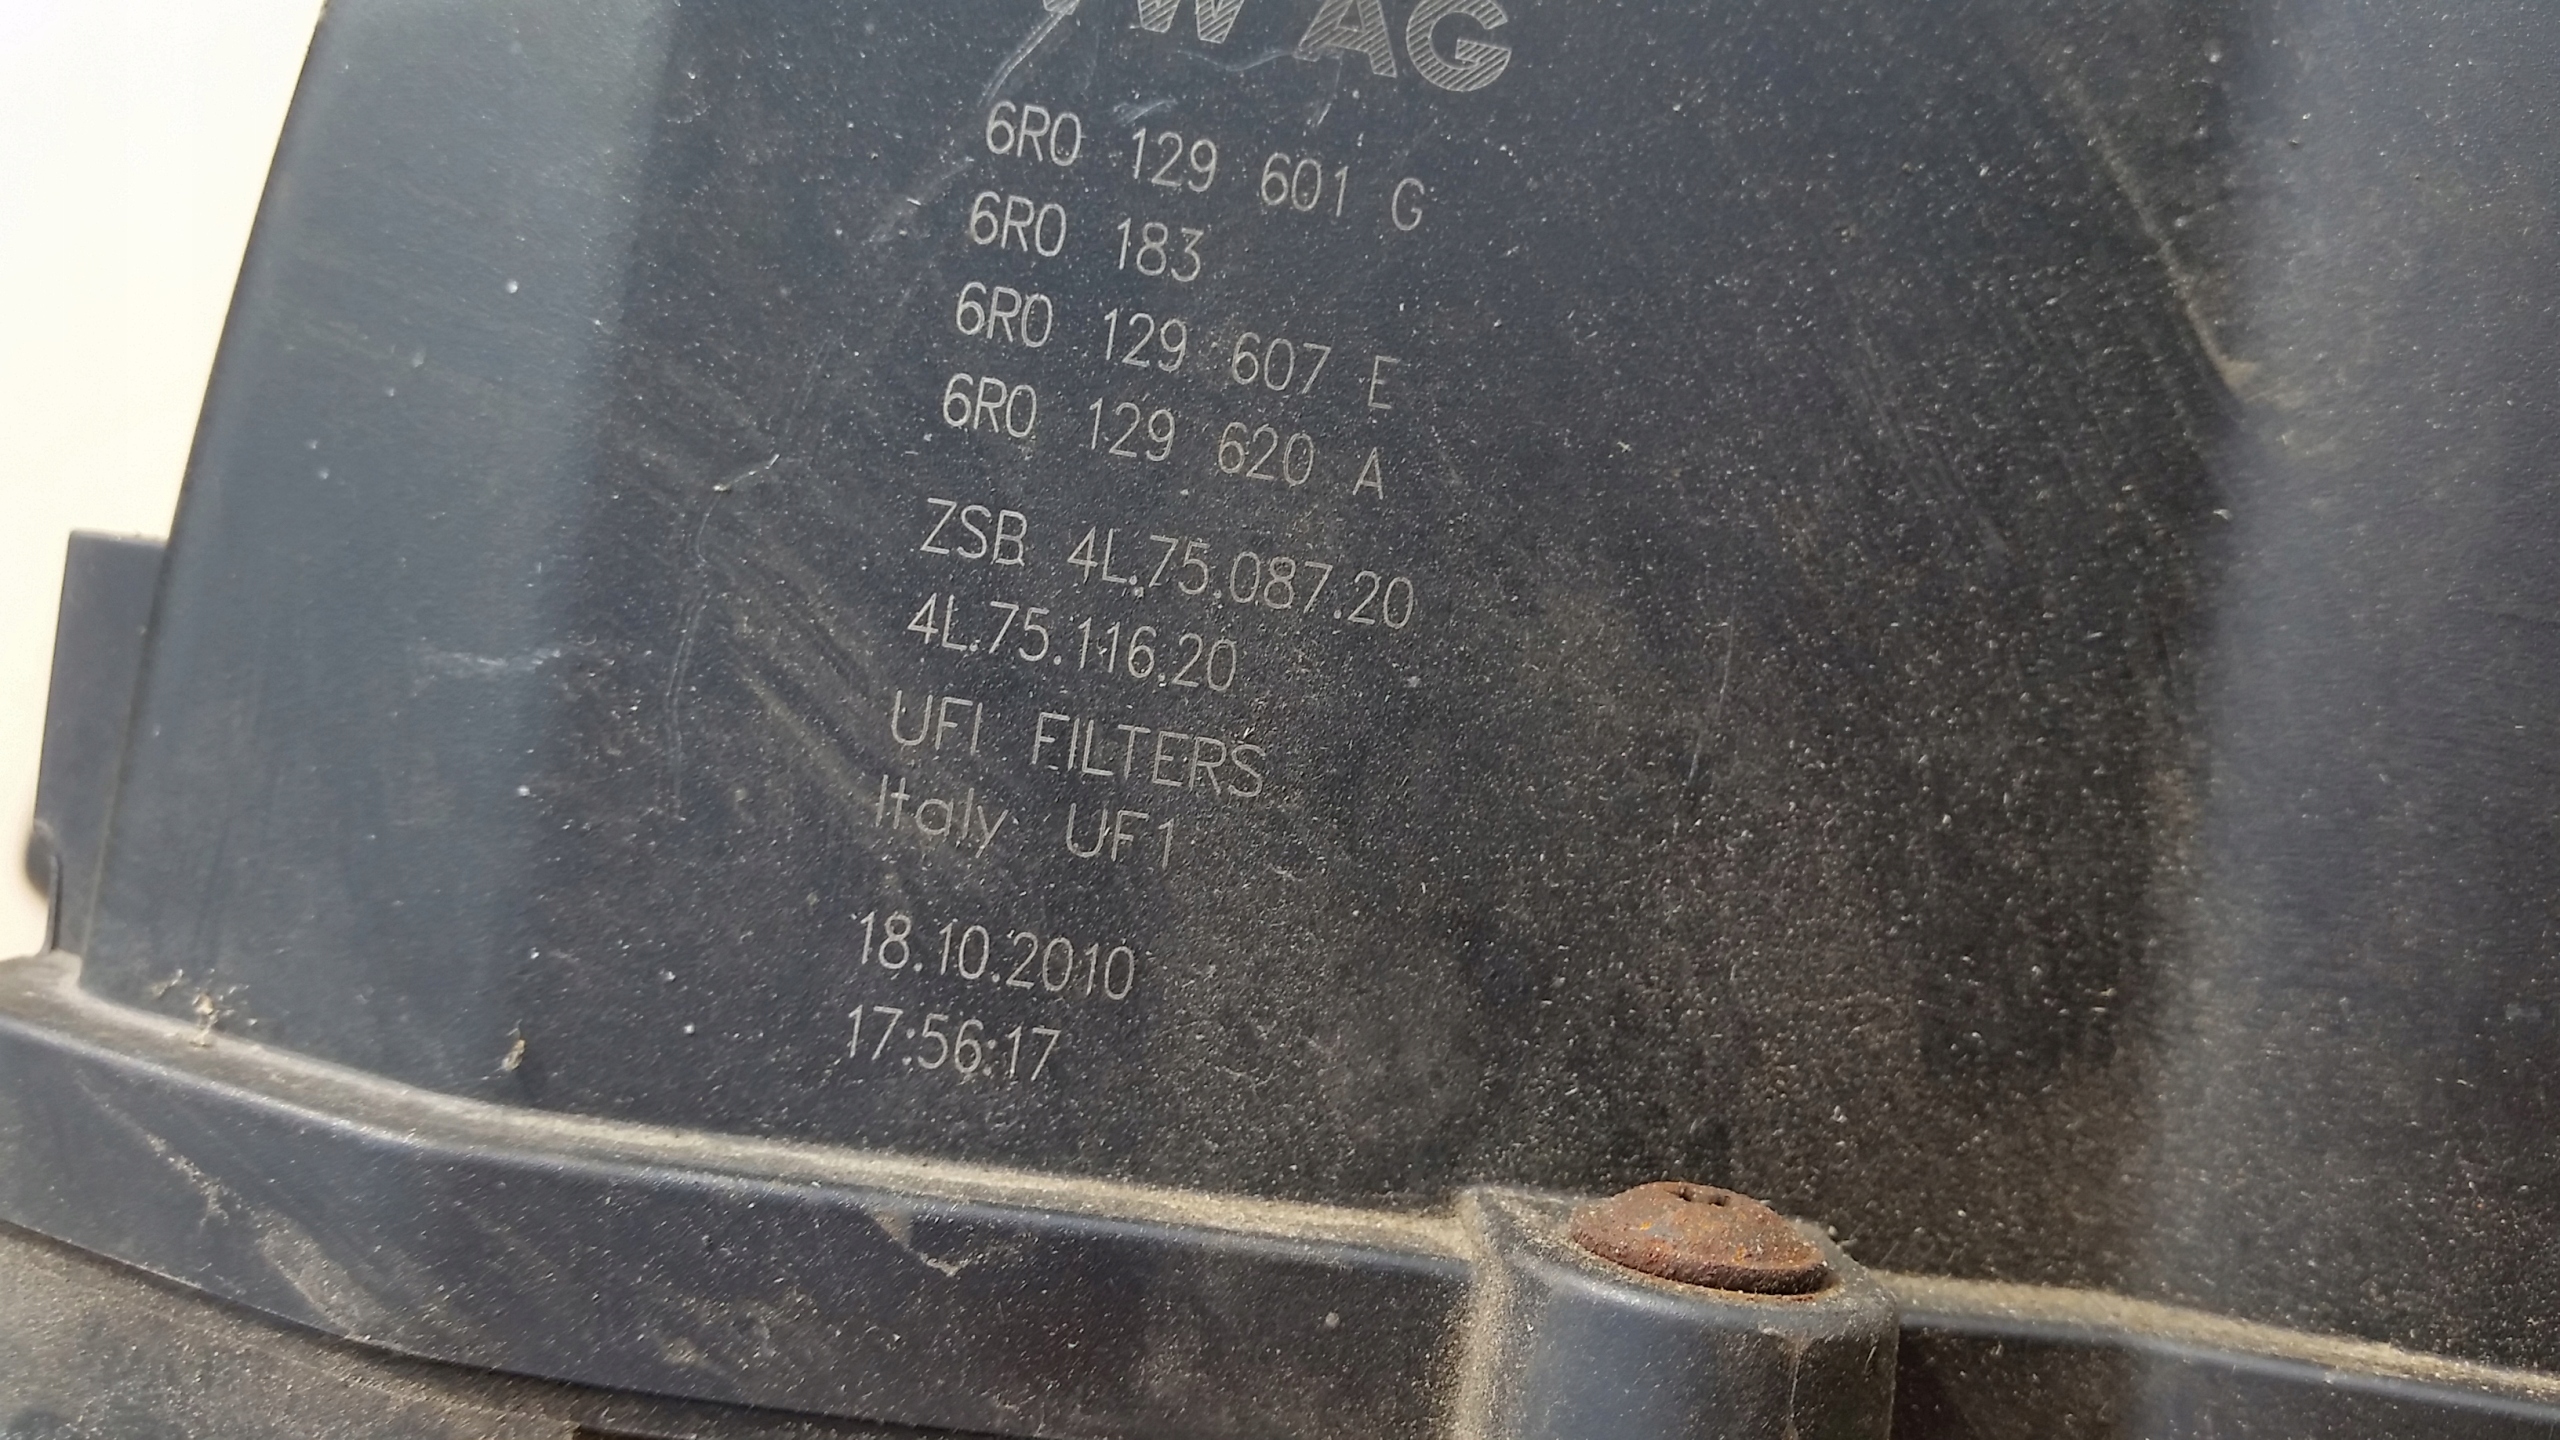 VW AG
6R0 129 601 G
6R0 183
6R0 129 607 E
6R0 129 620 A
ZSB 4L.75.087.20
4L.75.116.20
UFI FILTERS
Italy UF1
18.10.2010
17:56:17